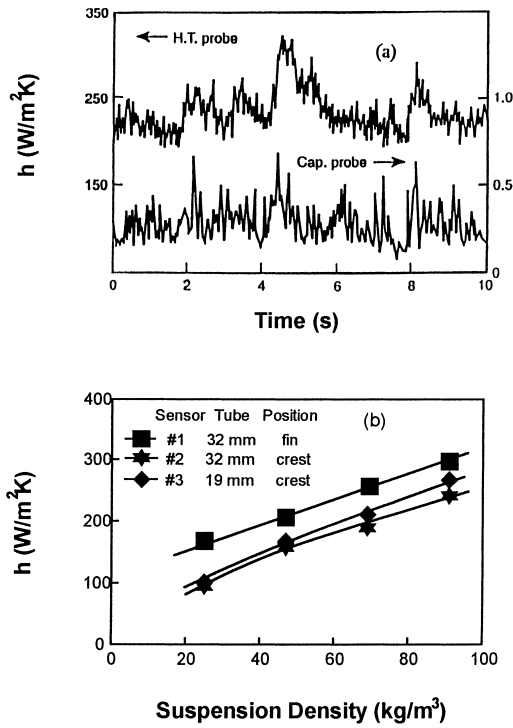 350
H.T. probe
(a)
250
1.0
h (W/m²K)
Cap. probe
150
0.5
0
0 2 4 6 8 10
Time (s)
400
Sensor Tube Position
(b)
#1 32 mm fin
#2 32 mm crest
#3 19 mm crest
300
h (W/m²K)
200
100
0
0 20 40 60 80 100
Suspension Density (kg/m³)